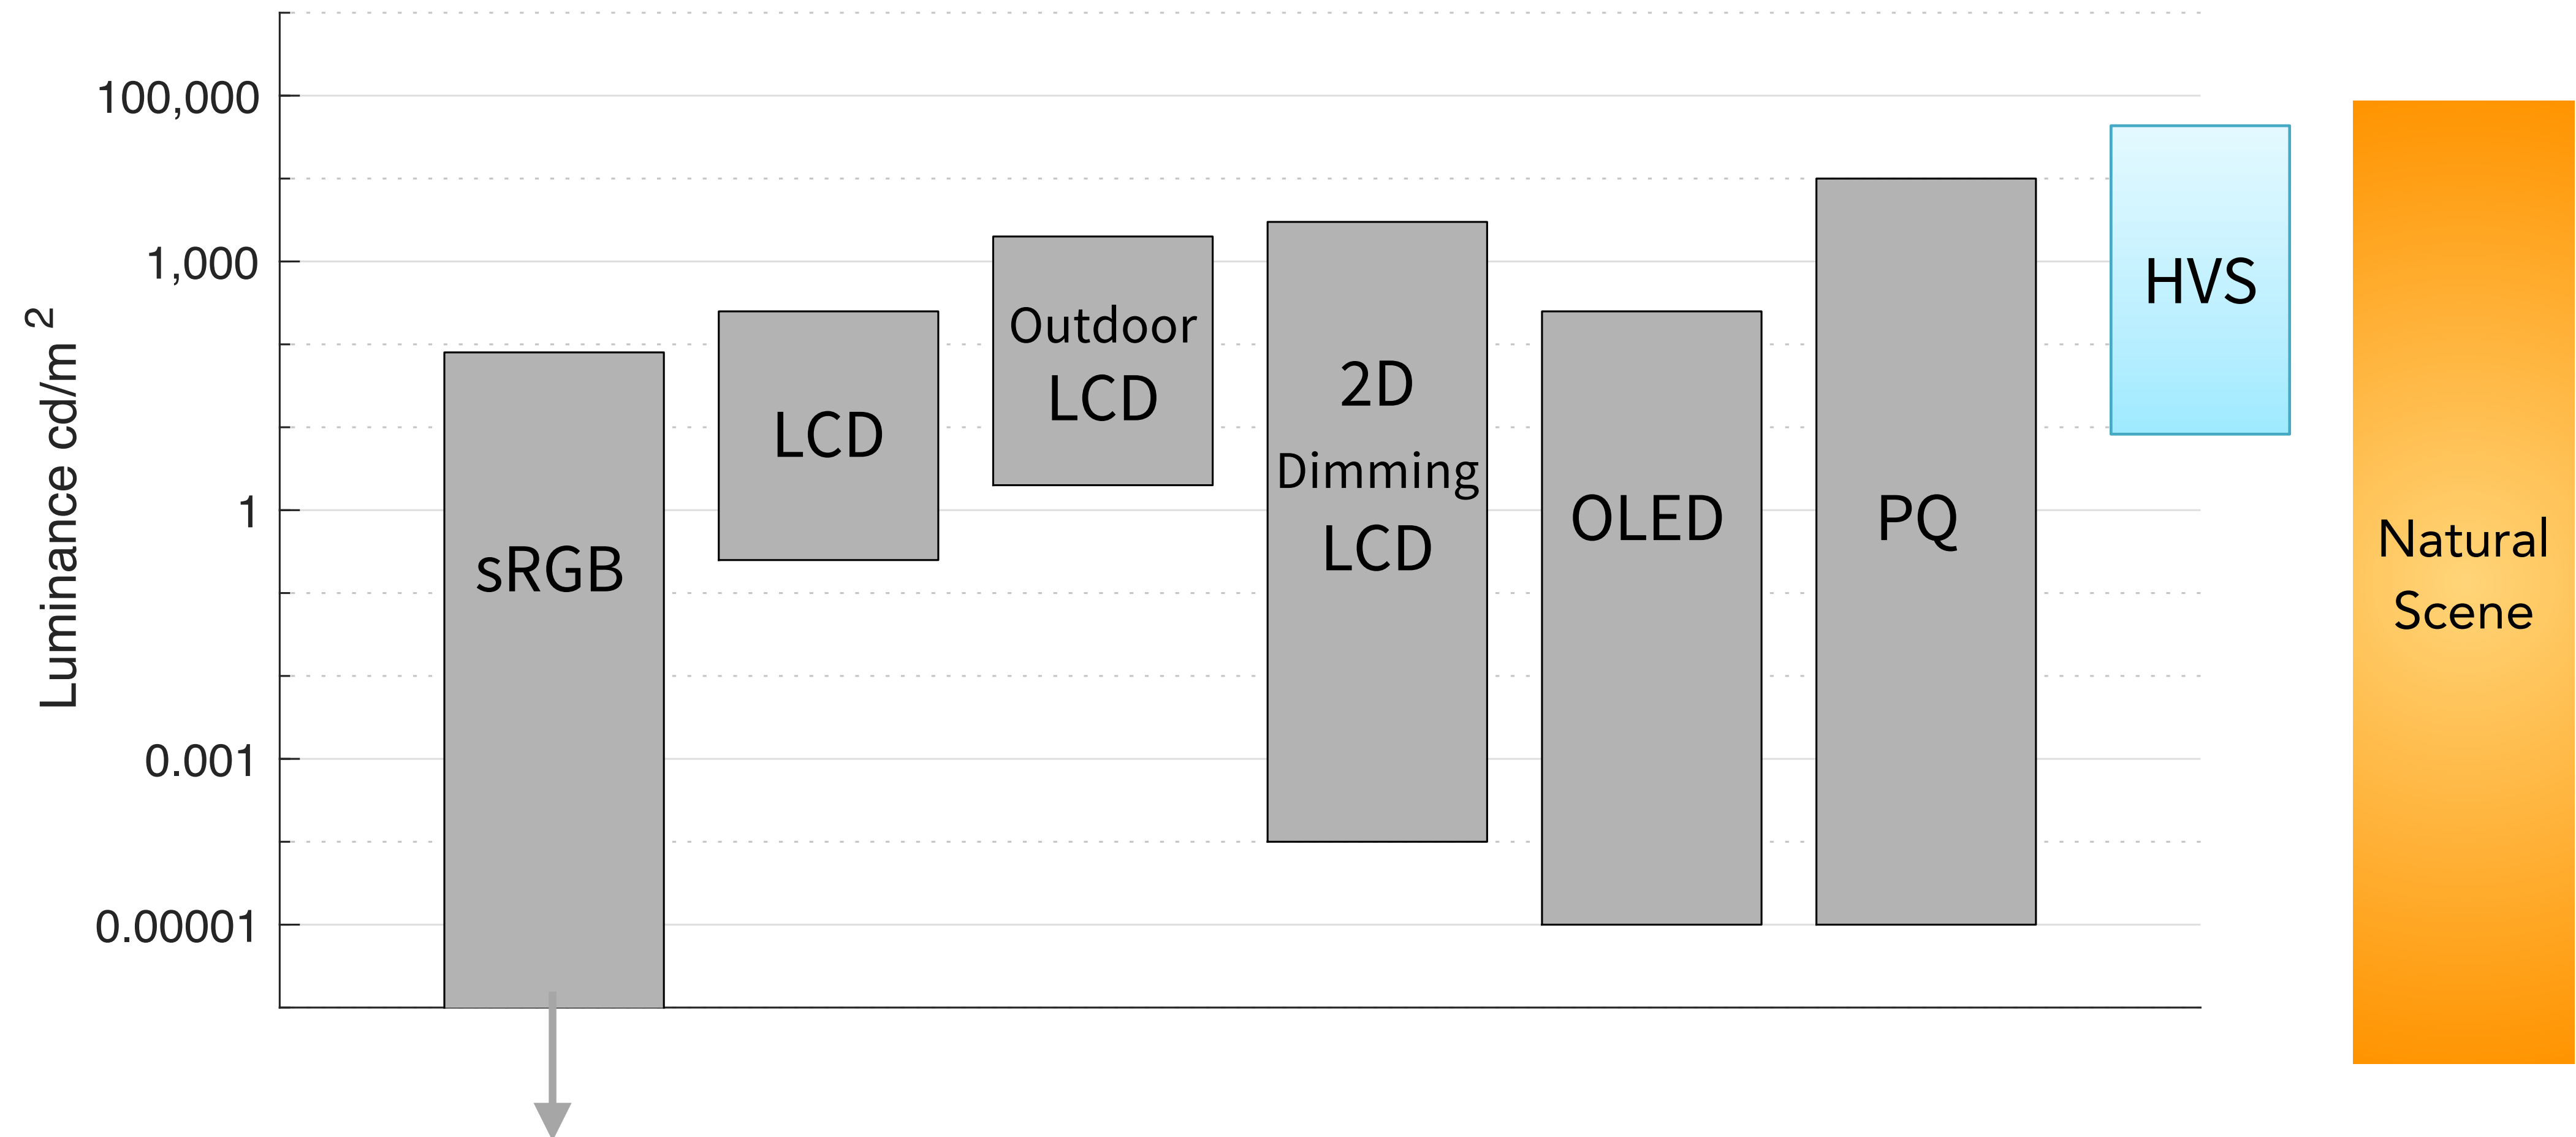 100,000
1,000
1
0.001
0.00001
Luminance cd/m 2
sRGB
LCD
Outdoor
LCD
2D
Dimming
LCD
OLED
PQ
HVS
Natural
Scene